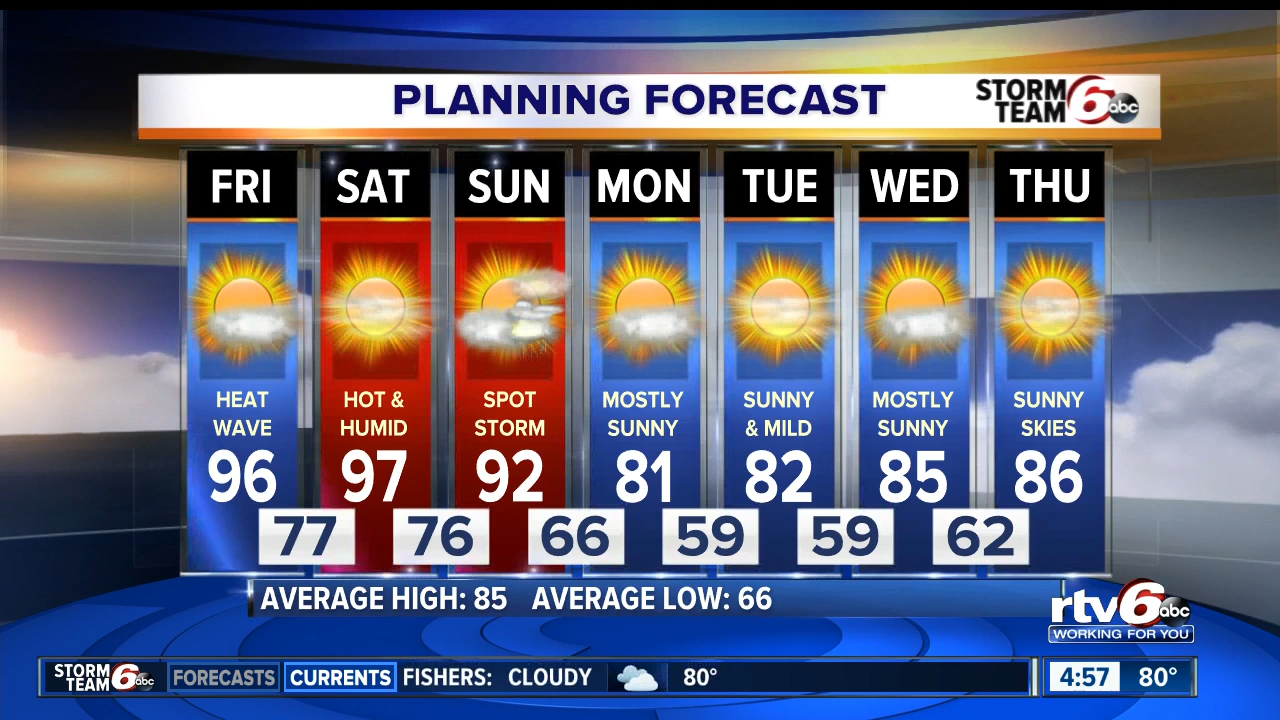 PLANNING FORECAST
STORM TEAM 6 abc
FRI SAT SUN MON TUE WED THU
HEAT HOT & SPOT MOSTLY SUNNY MOSTLY SUNNY
WAVE HUMID STORM SUNNY & MILD SUNNY SKIES
96 97 92 81 82 85 86
77 76 66 59 59 62
AVERAGE HIGH: 85 AVERAGE LOW: 66
rtv6 abc
WORKING FOR YOU
STORM TEAM 6 abc FORECASTS CURRENTS FISHERS: CLOUDY 80° 4:57 80°